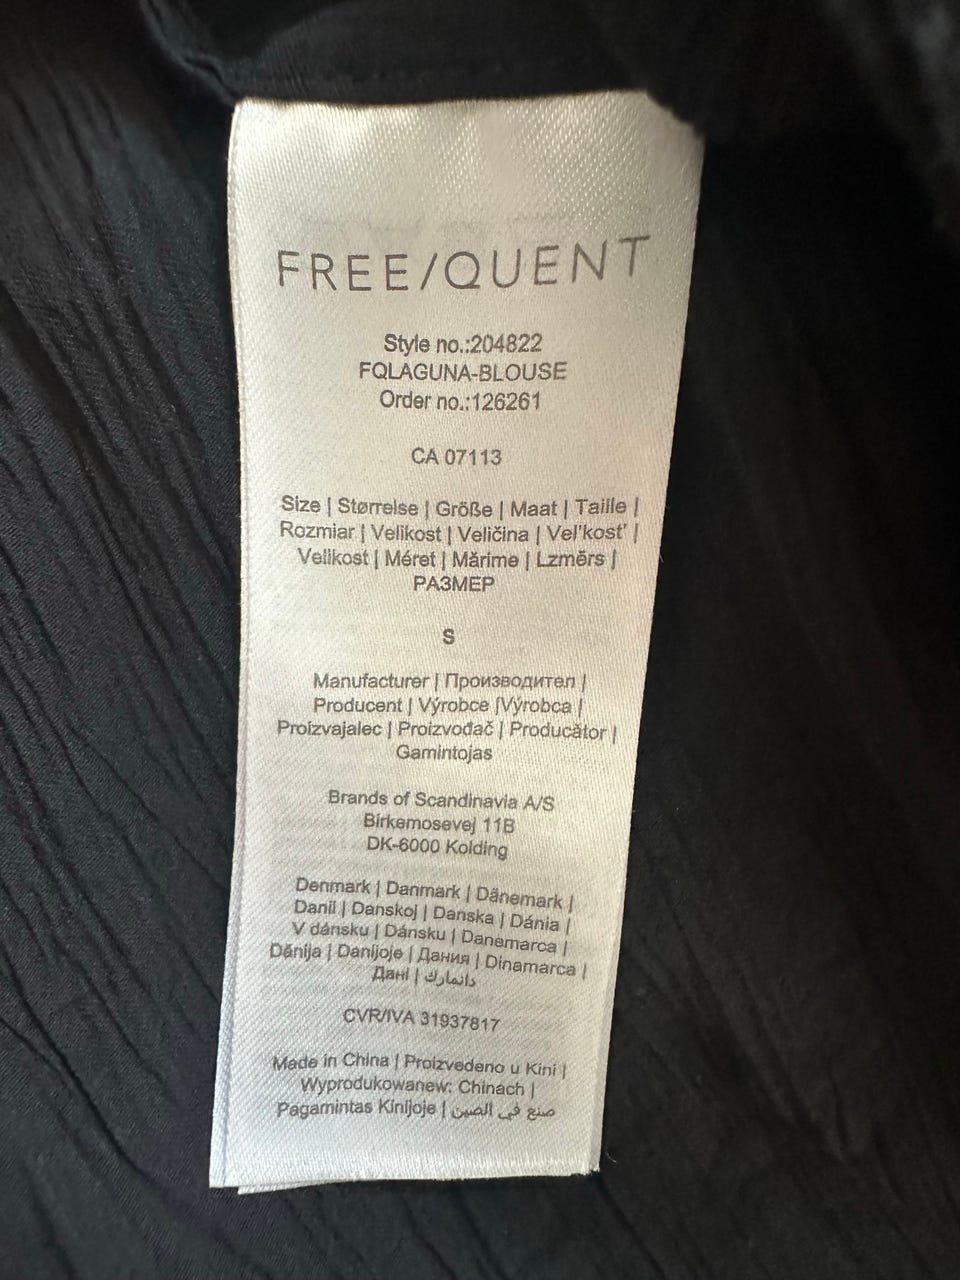 FREE/QUENT
Style no.:204822
FQLAGUNA-BLOUSE
Order no.:126261
CA 07113
Size | Størrelse | Größe | Maat | Taille |
Rozmiar | Velikost | Veličina | Vel'kost' |
Velikost | Méret | Mărime | Lzmērs |
РАЗМЕР
S
Manufacturer | Производител |
Producent | Výrobce |Výrobca |
Proizvajalec | Proizvođač | Producător |
Gamintojas
Brands of Scandinavia A/S
Birkemosevej 11B
DK-6000 Kolding
Denmark | Danmark | Dänemark |
Danil | Danskoj | Danska | Dánia |
V dánsku | Dánsku | Danemarca |
Dānija | Danijoje | Дания | Dinamarca |
Дані | دانمارك
CVR/IVA 31937817
Made in China | Proizvedeno u Kini |
Wyprodukowanew: Chinach |
Pagamintas Kinijoje | صنع في الصين